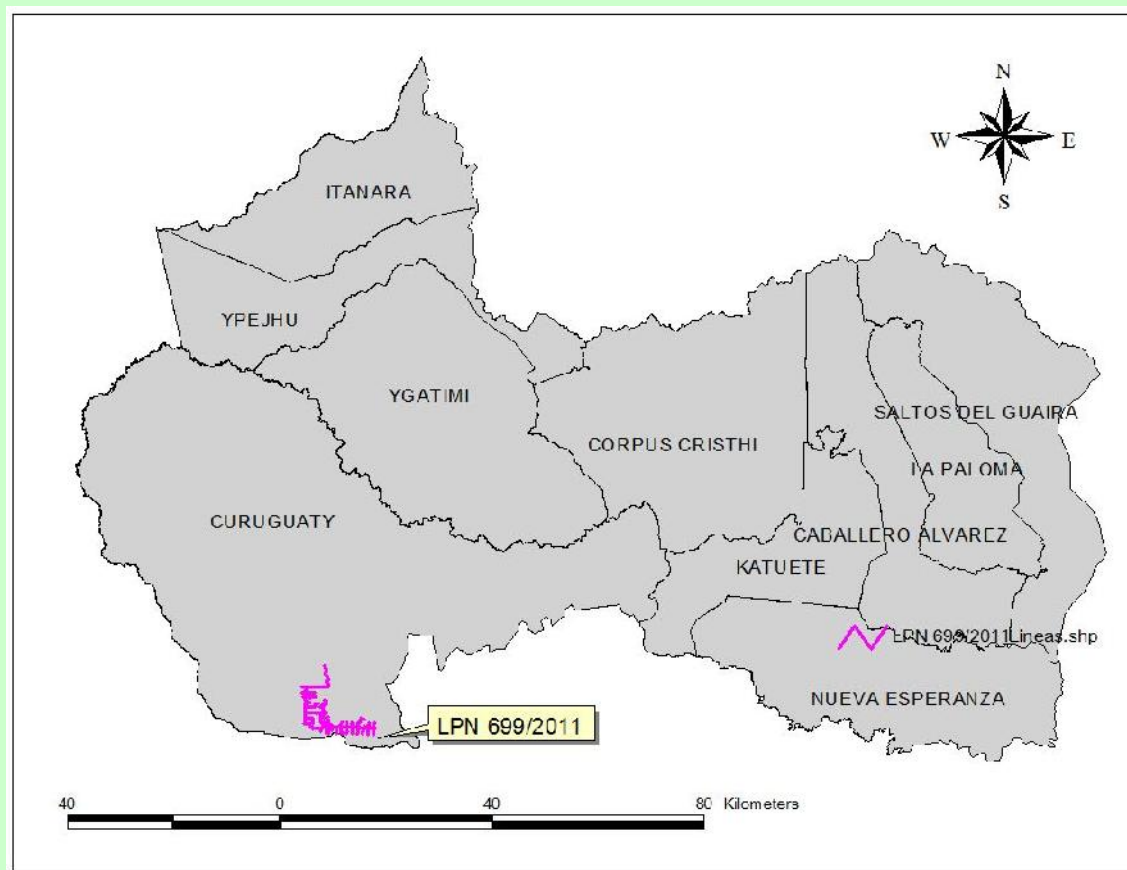 N
W E
S
ITANARA
YPEJHU
YGATIMI
SALTOS DEL GUAIRA
CORPUS CRISTHI
LA PALOMA
CURUGUATY
CABALLERO ALVAREZ
KATUETE
LPN 699/2011Lineas.shp
NUEVA ESPERANZA
LPN 699/2011
40 0 40 80 Kilometers